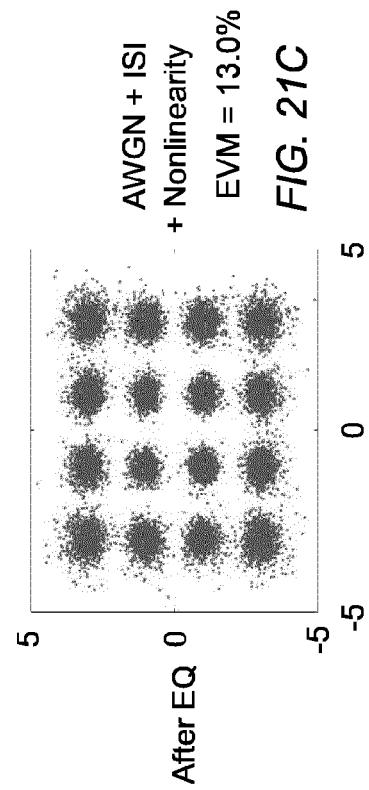 After EQ
5
0
-5
-5
0
5
AWGN + ISI
+ Nonlinearity
EVM = 13.0%
FIG. 21C